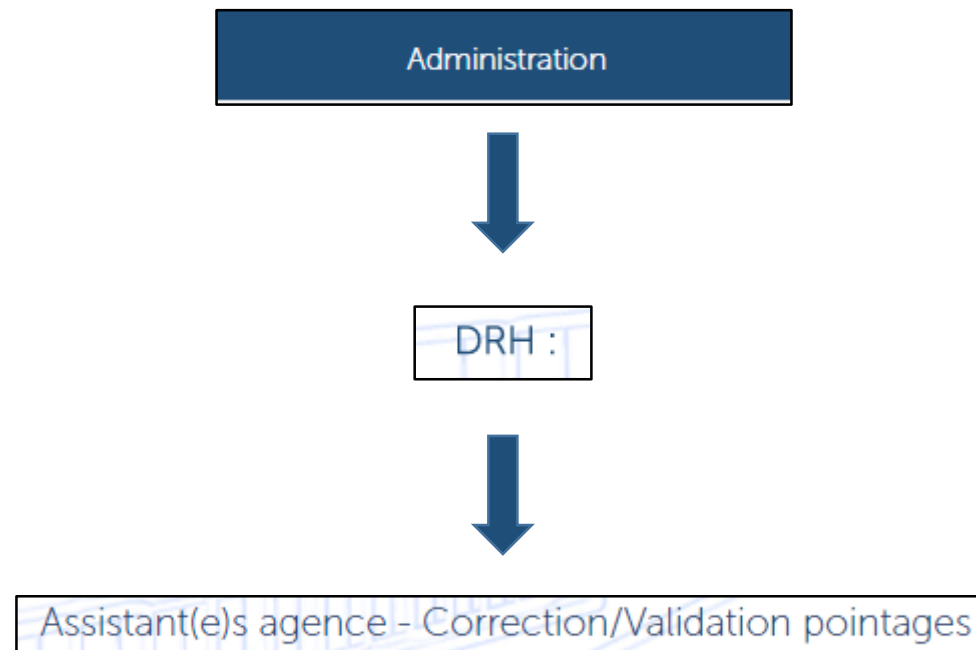 Administration
DRH :
Assistant(e)s agence - Correction/Validation pointages